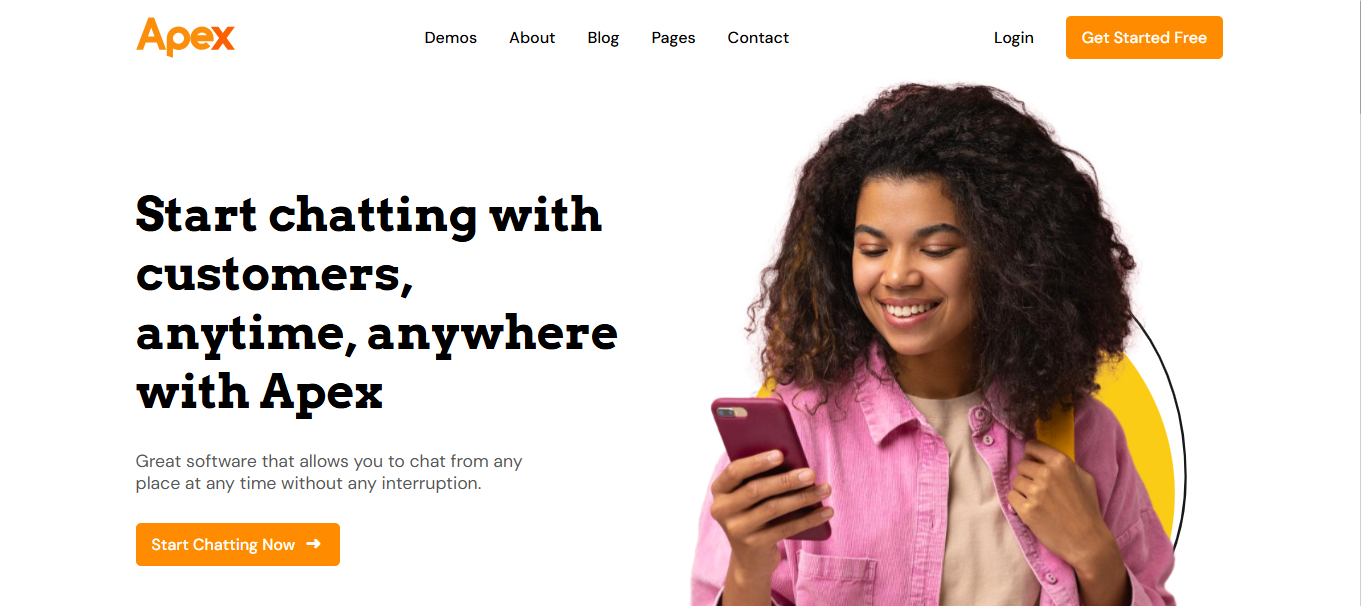 Apex
Demos About Blog Pages Contact
Login Get Started Free
Start chatting with
customers,
anytime, anywhere
with Apex
Great software that allows you to chat from any
place at any time without any interruption.
Start Chatting Now ➜